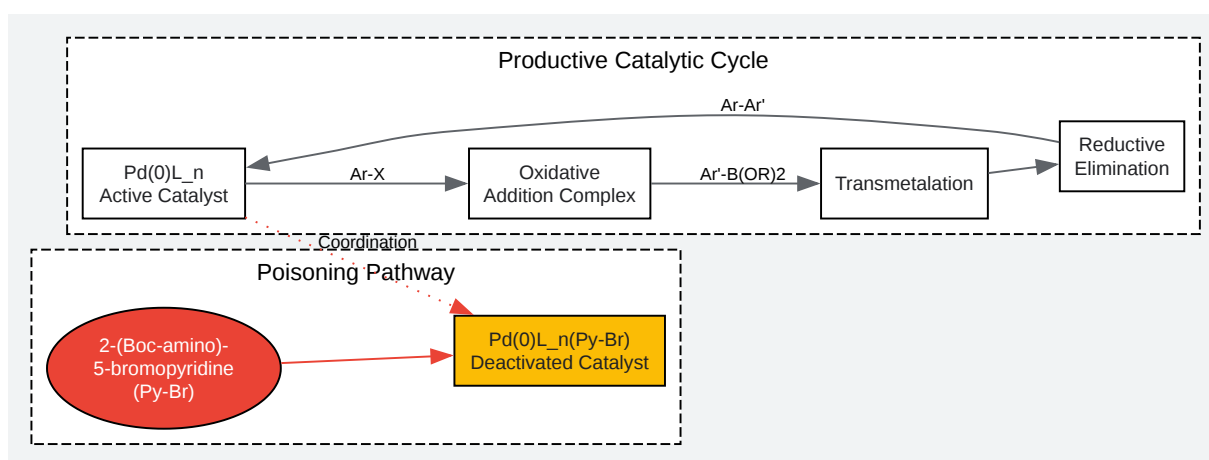 Productive Catalytic Cycle
Ar-Ar'
Pd(0)L_n
Active Catalyst
Ar-X
Oxidative
Addition Complex
Ar'-B(OR)2
Transmetalation
Reductive
Elimination
Coordination
Poisoning Pathway
2-(Boc-amino)-
5-bromopyridine
(Py-Br)
Pd(0)L_n(Py-Br)
Deactivated Catalyst